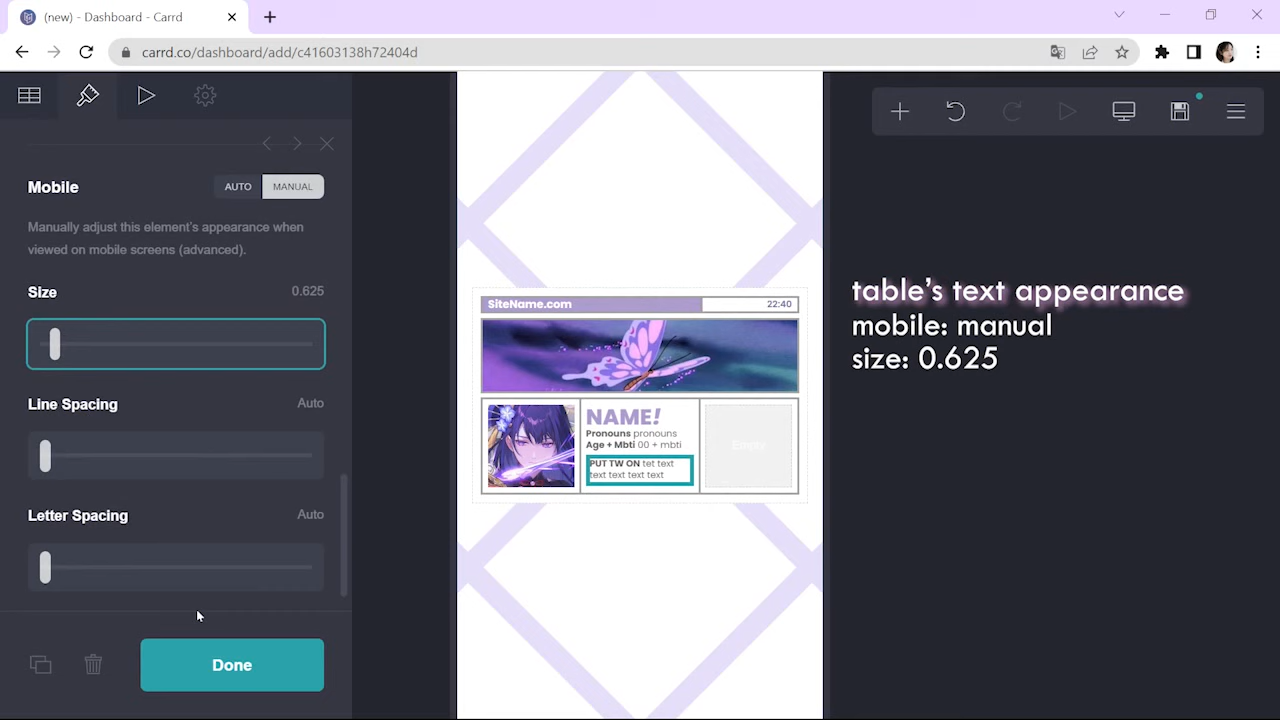 (new) - Dashboard - Carrd
carrd.co/dashboard/add/c41603138h72404d
Mobile
AUTO
MANUAL
Manually adjust this element's appearance when
viewed on mobile screens (advanced).
Size
0.625
Line Spacing
Auto
Letter Spacing
Auto
Done
SiteName.com
22:40
NAME!
Pronouns pronouns
Age + Mbti 00 + mbti
PUT TW ON tet text
text text text text
Empty
table's text appearance
mobile: manual
size: 0.625